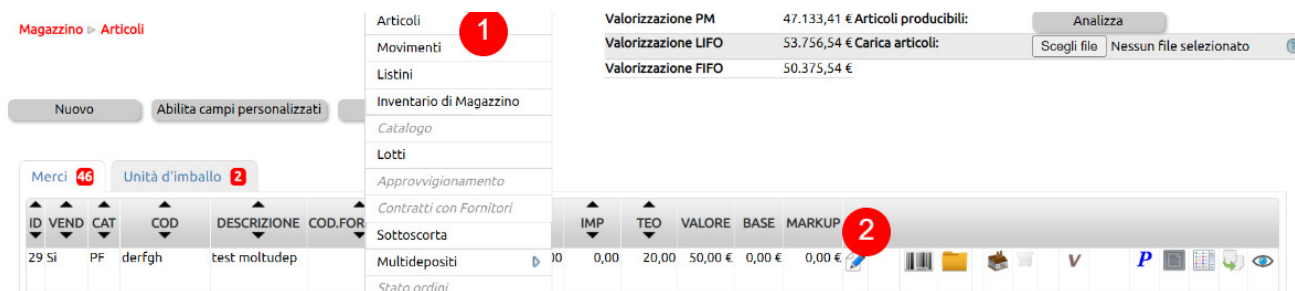 Magazzino ▷ Articoli
Articoli
Movimenti
Listini
Inventario di Magazzino
Catalogo
Lotti
Approvvigionamento
Contratti con Fornitori
Sottoscorta
Multidepositi
Stato ordini
1
Valorizzazione PM 47.133,41 € Articoli producibili: Analizza
Valorizzazione LIFO 53.756,54 € Carica articoli: Scegli file Nessun file selezionato
Valorizzazione FIFO 50.375,54 €
Nuovo Abilita campi personalizzati
Merci 46 Unità d'imballo 2
ID VEND CAT COD DESCRIZIONE COD.FOR IMP TEO VALORE BASE MARKUP
2
29 Si PF derfgh test moltudep 0,00 20,00 50,00 € 0,00 € 0,00 € V P